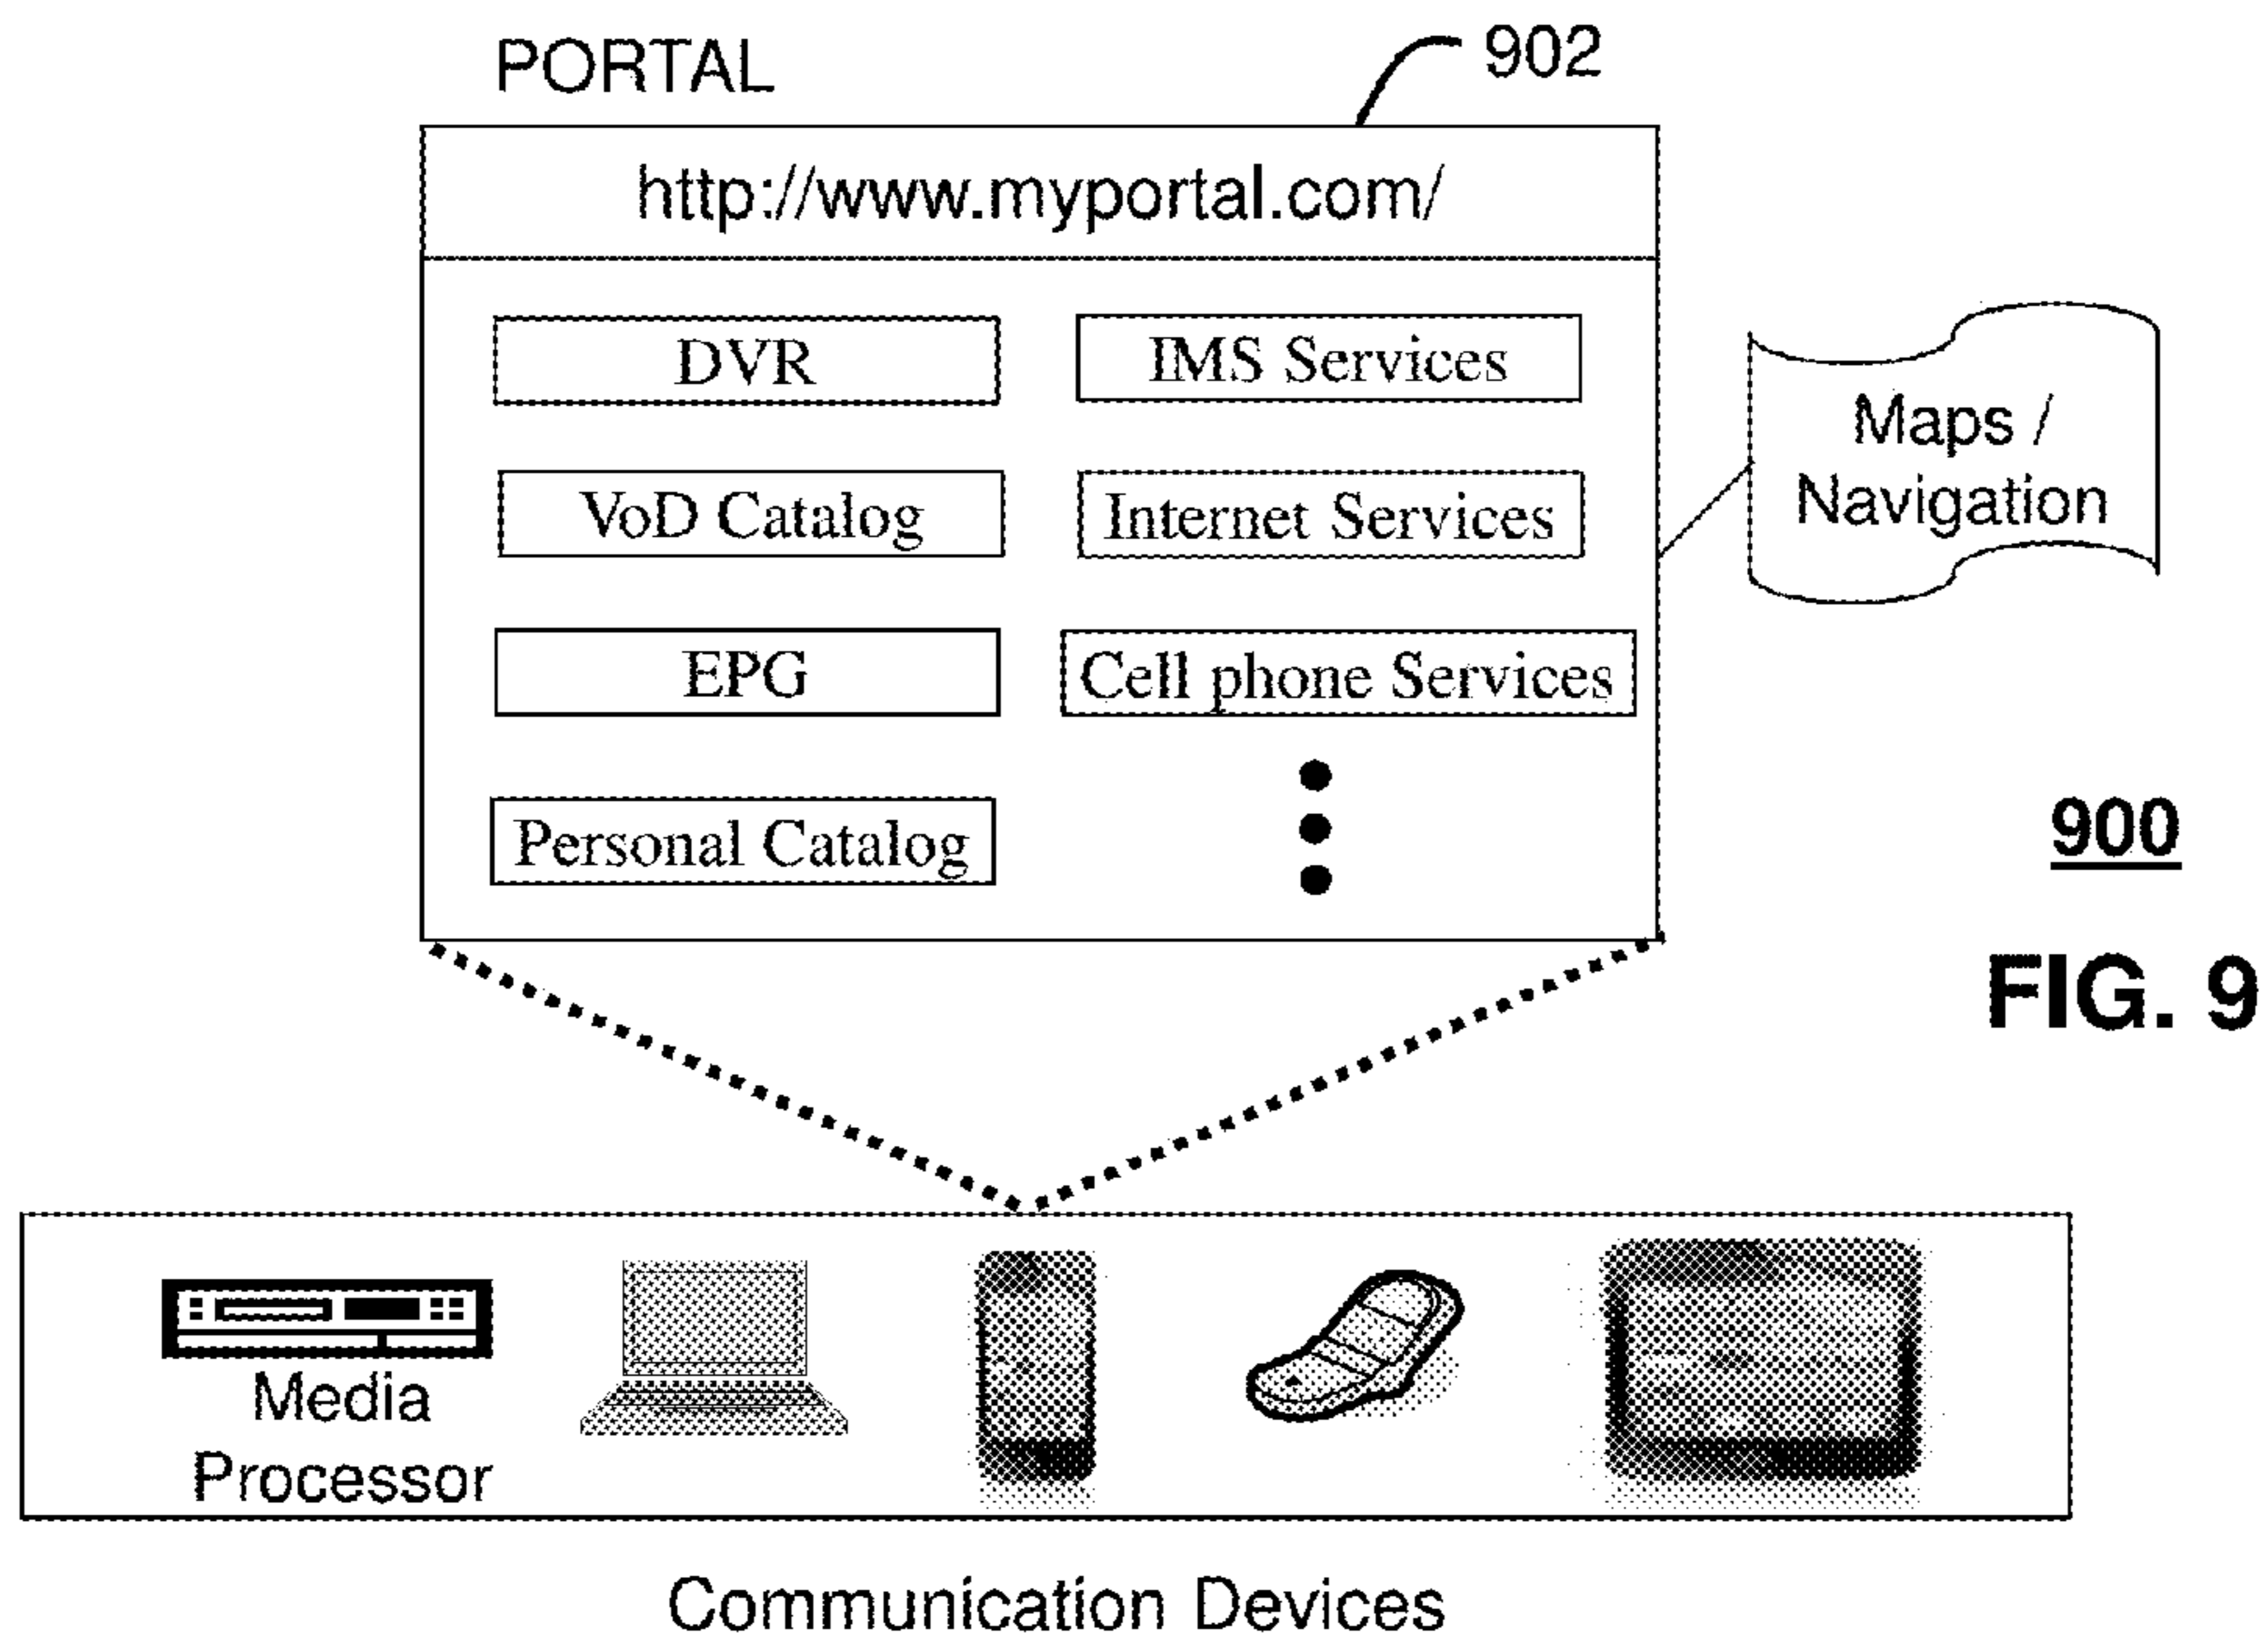 PORTAL
902
http://www.myportal.com/
DVR
IMS Services
VoD Catalog
Internet Services
EPG
Cell phone Services
Personal Catalog
Maps /
Navigation
900
FIG. 9
Media
Processor
Communication Devices